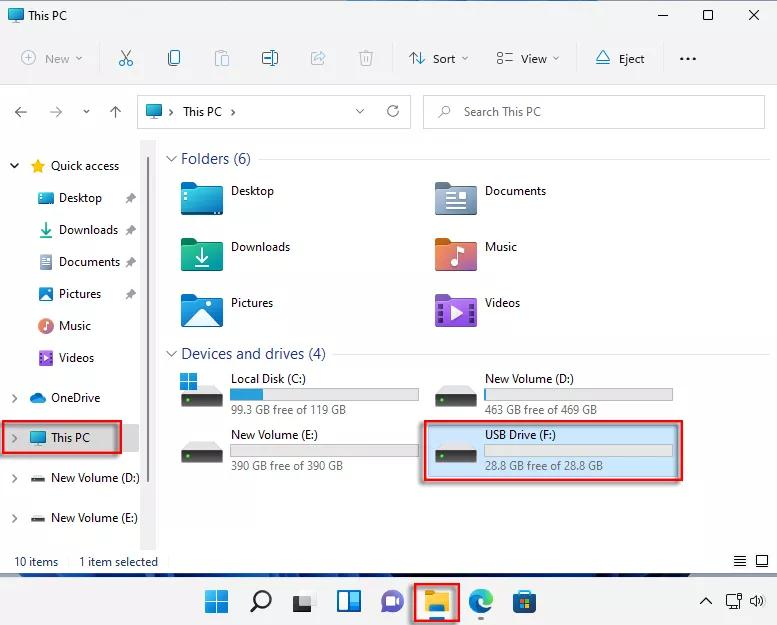 This PC
New
Sort
View
Eject
This PC
Search This PC
Quick access
Desktop
Downloads
Documents
Pictures
Music
Videos
OneDrive
This PC
New Volume (D:)
New Volume (E:)
Folders (6)
Desktop
Documents
Downloads
Music
Pictures
Videos
Devices and drives (4)
Local Disk (C:)
99.3 GB free of 119 GB
New Volume (D:)
463 GB free of 469 GB
New Volume (E:)
390 GB free of 390 GB
USB Drive (F:)
28.8 GB free of 28.8 GB
10 items
1 item selected